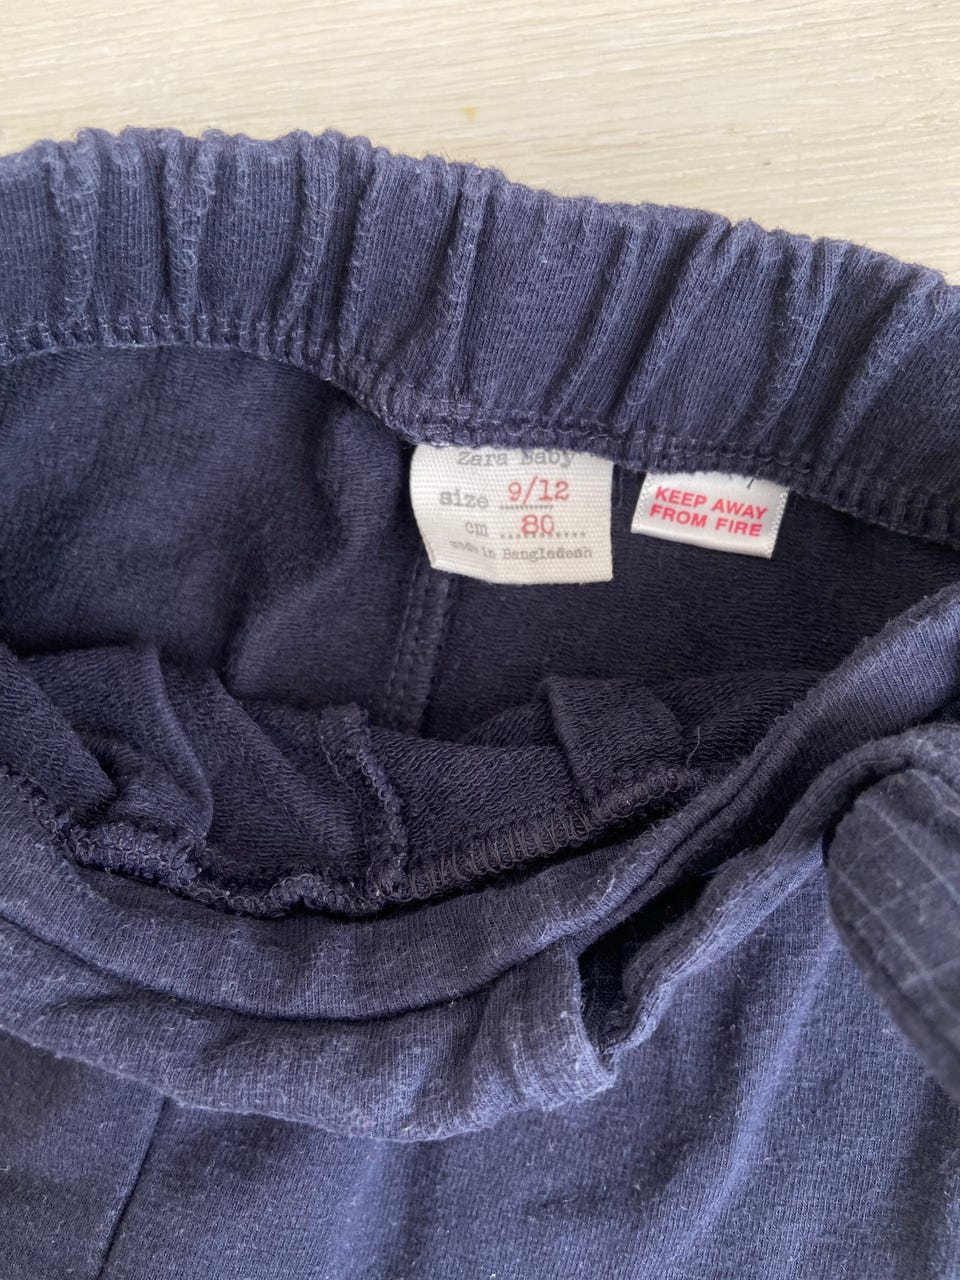 Zara Baby
size 9/12
cm 80
made in Bangladesh
KEEP AWAY
FROM FIRE